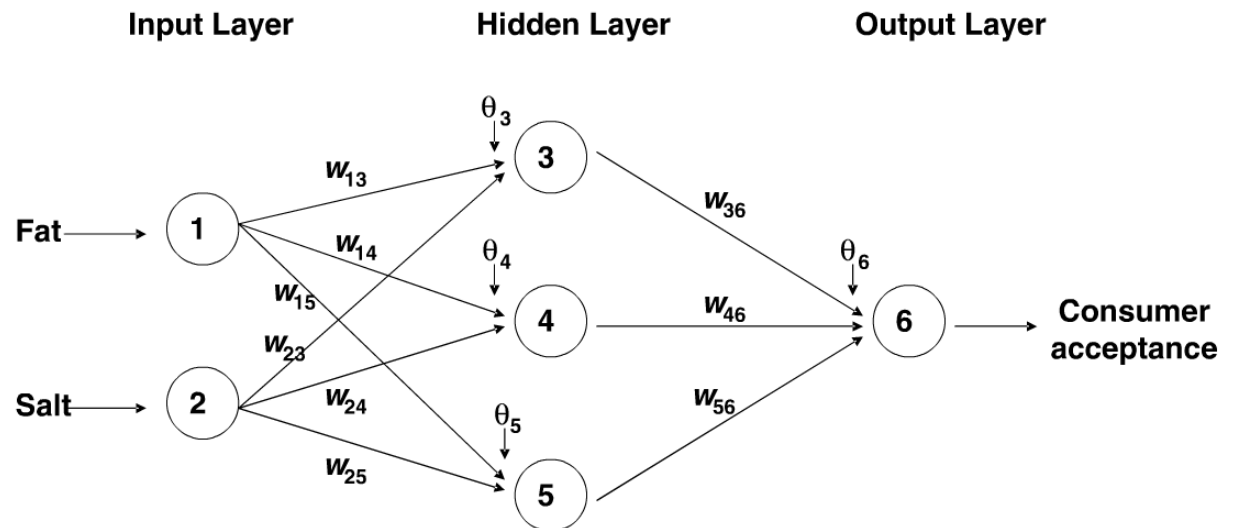 Input Layer
Hidden Layer
Output Layer
θ3
3
w13
w36
1
Fat
w14
θ4
θ6
w15
4
w46
6
Consumer
acceptance
w23
2
Salt
w24
w56
θ5
w25
5